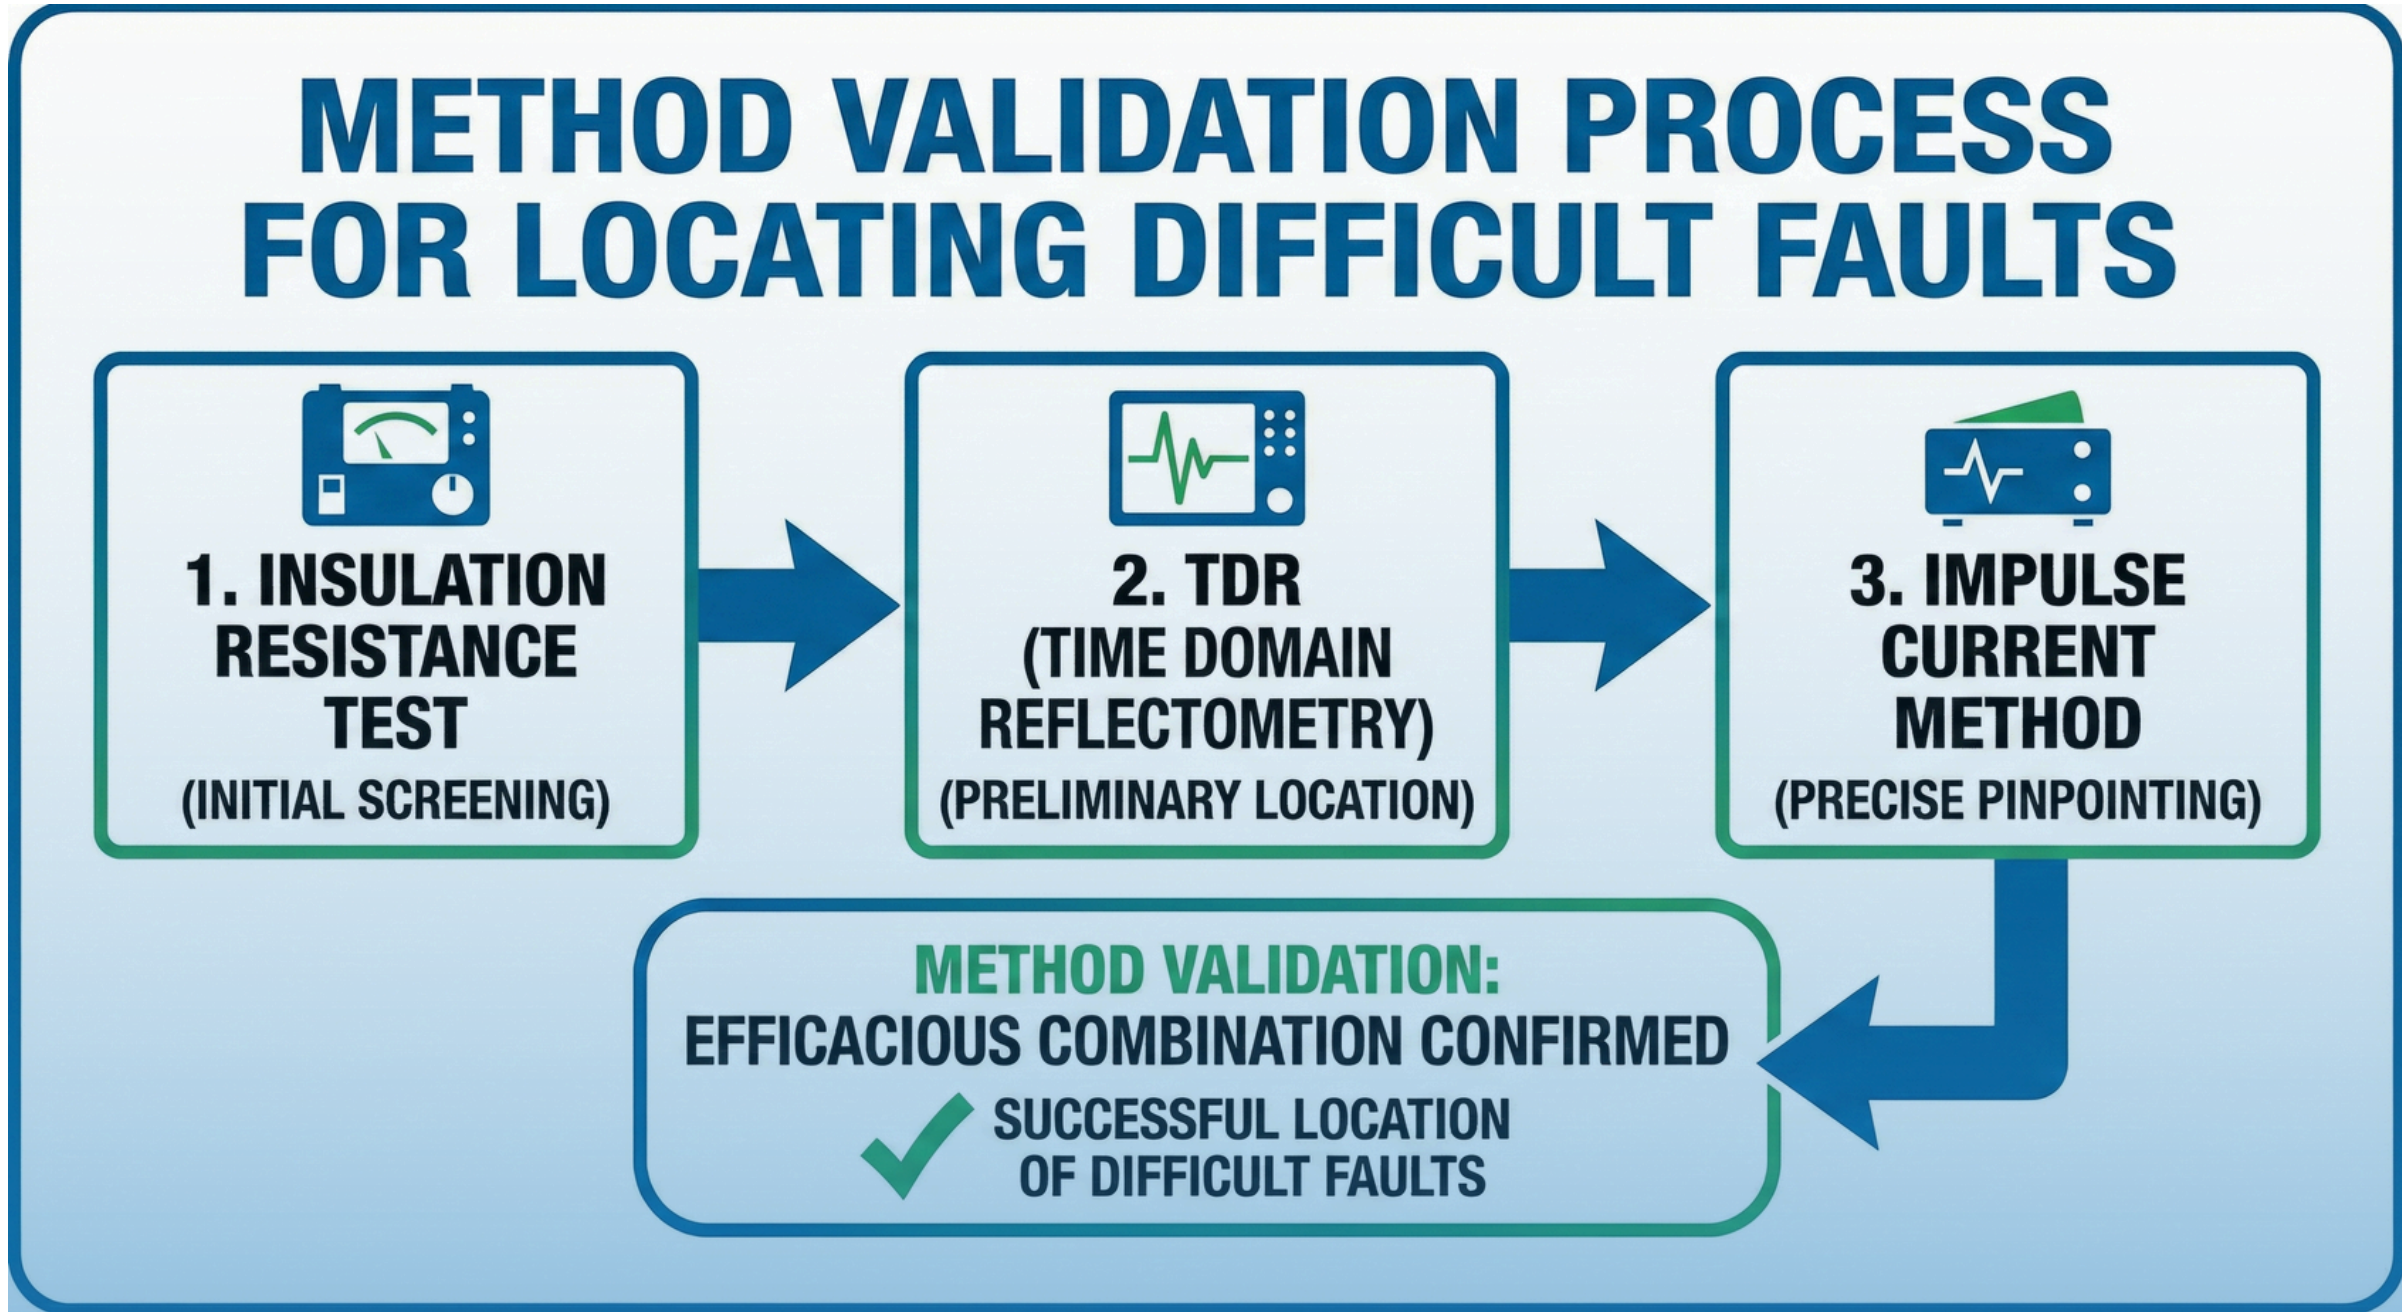 METHOD VALIDATION PROCESS
FOR LOCATING DIFFICULT FAULTS
1. INSULATION
RESISTANCE
TEST
(INITIAL SCREENING)
2. TDR
(TIME DOMAIN
REFLECTOMETRY)
(PRELIMINARY LOCATION)
3. IMPULSE
CURRENT
METHOD
(PRECISE PINPOINTING)
METHOD VALIDATION:
EFFICACIOUS COMBINATION CONFIRMED
SUCCESSFUL LOCATION
OF DIFFICULT FAULTS